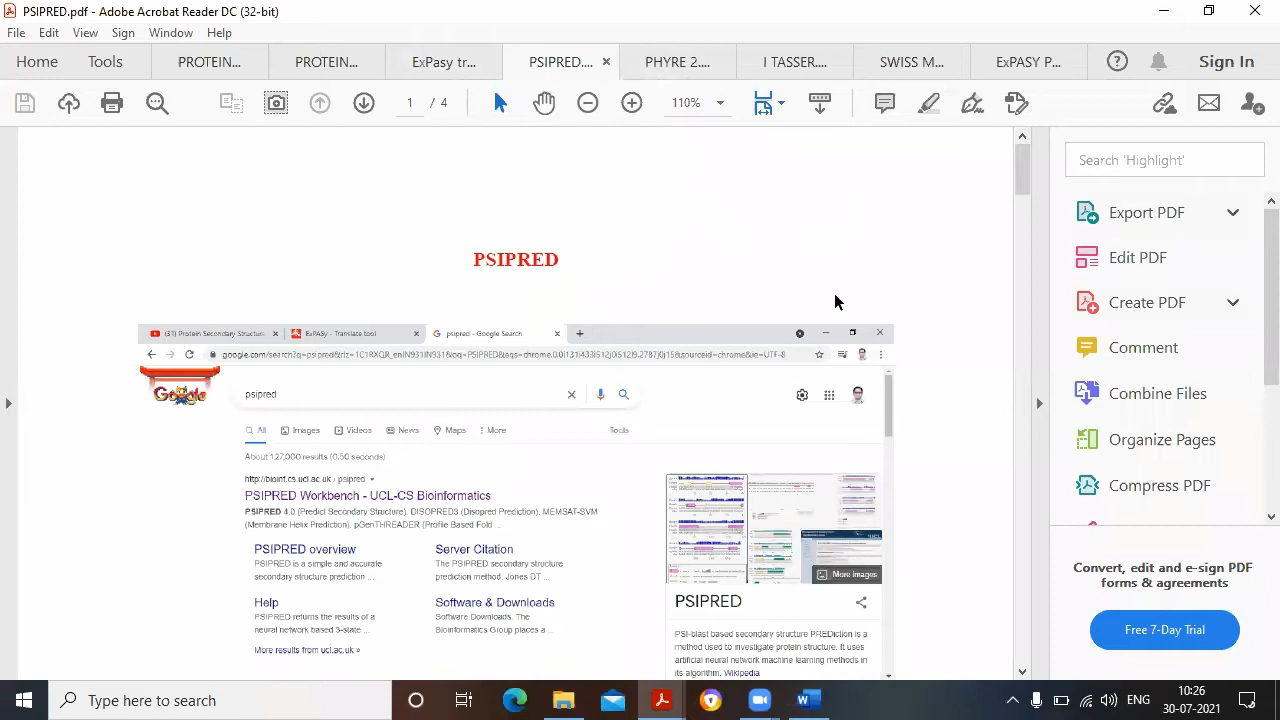 PSIPRED.pdf - Adobe Acrobat Reader DC (32-bit)
File Edit View Sign Window Help
Home Tools PROTEIN... PROTEIN... ExPasy tr... PSIPRED.... PHYRE 2.... I TASSER.... SWISS M... ExPASY P... Sign In
1 / 4 110%
Search 'Highlight'
Export PDF
Edit PDF
Create PDF
Comment
Combine Files
Organize Pages
Compress PDF
Convert, edit and e-sign PDF
forms & agreements
Free 7-Day Trial
PSIPRED
(31) Protein Secondary Structure ExPASy - Translate tool psipred - Google Search
Google psipred
All Images Videos News Maps More Tools
About 1,27,000 results (0.50 seconds)
http://bioinf.cs.ucl.ac.uk › psipred
PSIPRED Workbench - UCL-CS Bioinformatics
PSIPRED 4.0 (Predict Secondary Structure), DISOPRED3 (Disopred Prediction), MEMSAT-SVM
(Membrane Helix Prediction), pGenTHREADER (Profile Based Fold ...
PSIPRED overview
PSIPRED is a simple and accurate
secondary structure prediction ...
Server Citation
The PSIPRED secondary structure
prediction method cites DT ...
Help
PSIPRED returns the results of a
neural network based 3-state ...
Software & Downloads
Software Downloads. The
Bioinformatics Group places a ...
More results from ucl.ac.uk »
More images
PSIPRED
PSI-blast based secondary structure PREDiction is a
method used to investigate protein structure. It uses
artificial neural network machine learning methods in
its algorithm. Wikipedia
Type here to search
ENG
10:26
30-07-2021